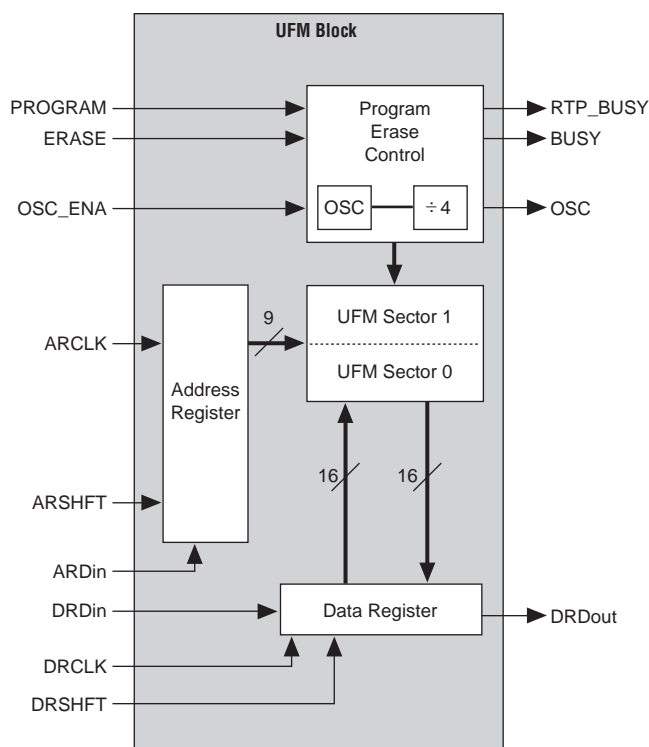 UFM Block
PROGRAM
ERASE
OSC_ENA
Program
Erase
Control
OSC
÷ 4
RTP_BUSY
BUSY
OSC
ARCLK
ARSHFT
ARDin
Address
Register
9
UFM Sector 1
UFM Sector 0
16
16
DRDin
DRCLK
DRSHFT
Data Register
DRDout